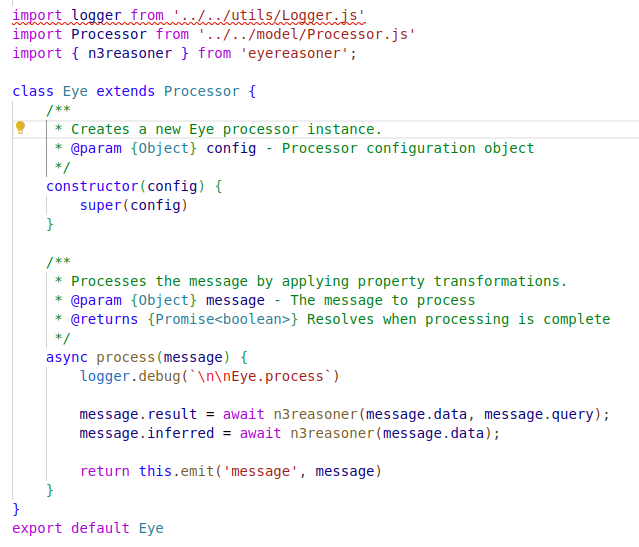 import logger from '../../utils/Logger.js'
import Processor from '../../model/Processor.js'
import { n3reasoner } from 'eyereasoner';

class Eye extends Processor {
    /**
     * Creates a new Eye processor instance.
     * @param {Object} config - Processor configuration object
     */
    constructor(config) {
        super(config)
    }

    /**
     * Processes the message by applying property transformations.
     * @param {Object} message - The message to process
     * @returns {Promise<boolean>} Resolves when processing is complete
     */
    async process(message) {
        logger.debug(`\n\nEye.process`)

        message.result = await n3reasoner(message.data, message.query);
        message.inferred = await n3reasoner(message.data);

        return this.emit('message', message)
    }
}
export default Eye